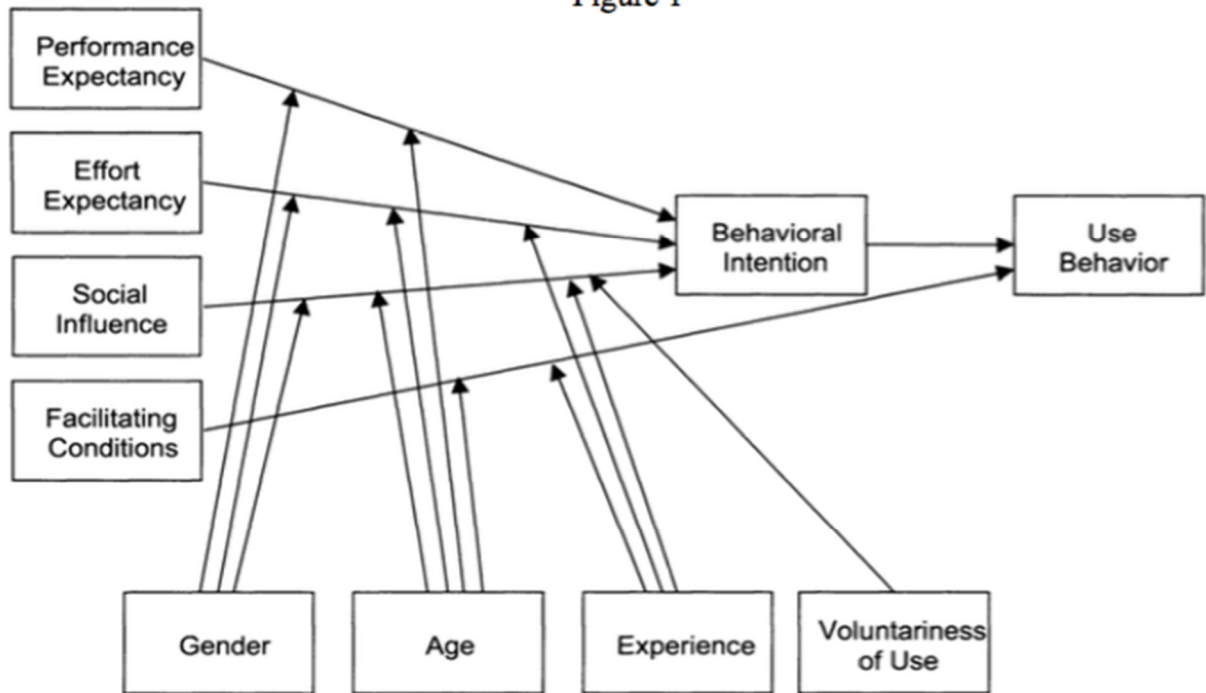 Figure 1
Performance
Expectancy
Effort
Expectancy
Social
Influence
Facilitating
Conditions
Behavioral
Intention
Use
Behavior
Gender
Age
Experience
Voluntariness
of Use